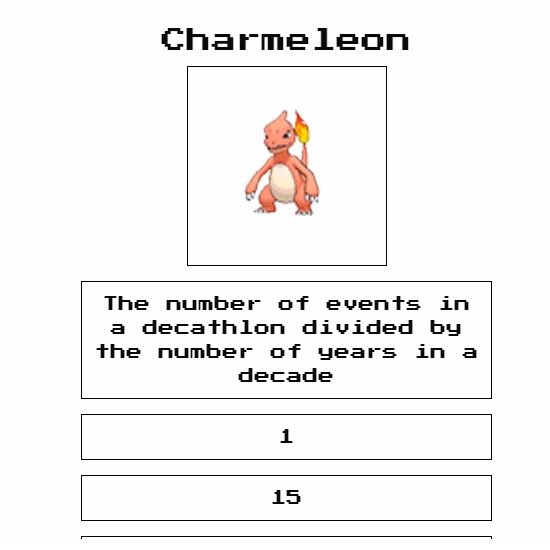 Charmeleon
The number of events in
a decathlon divided by
the number of years in a
decade
1
15